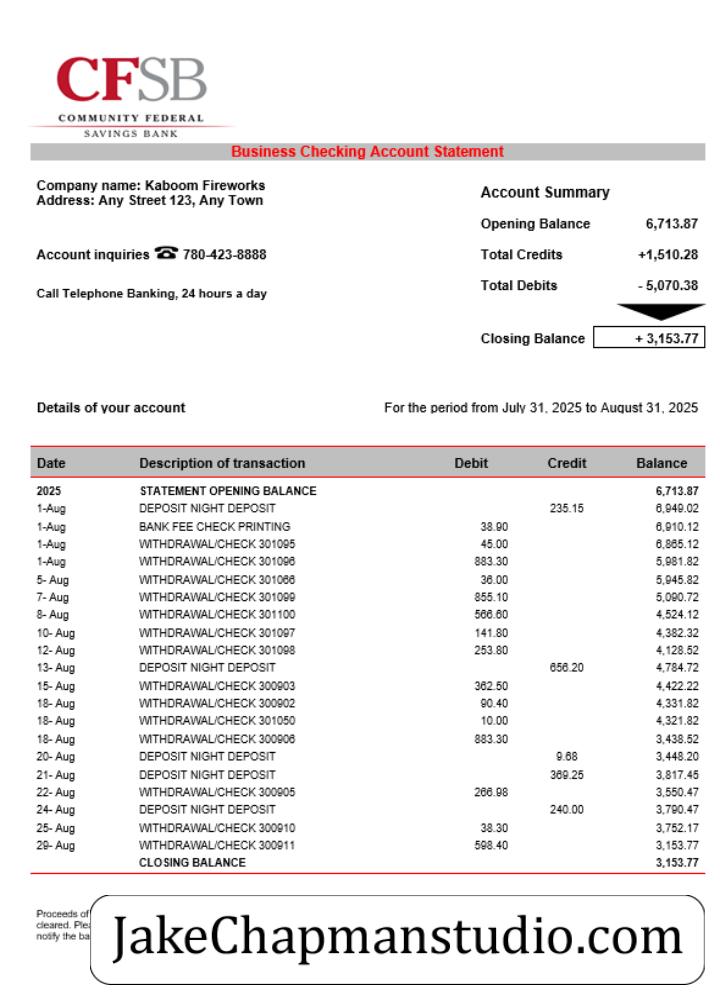 CFSB
COMMUNITY FEDERAL
SAVINGS BANK
Business Checking Account Statement
Company name: Kaboom Fireworks
Address: Any Street 123, Any Town
Account inquiries ☎ 780-423-8888
Call Telephone Banking, 24 hours a day
Account Summary
Opening Balance 6,713.87
Total Credits +1,510.28
Total Debits - 5,070.38
Closing Balance + 3,153.77
Details of your account For the period from July 31, 2025 to August 31, 2025
Date Description of transaction Debit Credit Balance
2025 STATEMENT OPENING BALANCE 6,713.87
1-Aug DEPOSIT NIGHT DEPOSIT 235.15 6,949.02
1-Aug BANK FEE CHECK PRINTING 38.90 6,910.12
1-Aug WITHDRAWAL/CHECK 301095 45.00 6,865.12
1-Aug WITHDRAWAL/CHECK 301096 883.30 5,981.82
5- Aug WITHDRAWAL/CHECK 301066 36.00 5,945.82
7- Aug WITHDRAWAL/CHECK 301099 855.10 5,090.72
8- Aug WITHDRAWAL/CHECK 301100 566.60 4,524.12
10- Aug WITHDRAWAL/CHECK 301097 141.80 4,382.32
12- Aug WITHDRAWAL/CHECK 301098 253.80 4,128.52
13- Aug DEPOSIT NIGHT DEPOSIT 656.20 4,784.72
15- Aug WITHDRAWAL/CHECK 300903 362.50 4,422.22
18- Aug WITHDRAWAL/CHECK 300902 90.40 4,331.82
18- Aug WITHDRAWAL/CHECK 301050 10.00 4,321.82
18- Aug WITHDRAWAL/CHECK 300906 883.30 3,438.52
20- Aug DEPOSIT NIGHT DEPOSIT 9.68 3,448.20
21- Aug DEPOSIT NIGHT DEPOSIT 369.25 3,817.45
22- Aug WITHDRAWAL/CHECK 300905 266.98 3,550.47
24- Aug DEPOSIT NIGHT DEPOSIT 240.00 3,790.47
25- Aug WITHDRAWAL/CHECK 300910 38.30 3,752.17
29- Aug WITHDRAWAL/CHECK 300911 598.40 3,153.77
CLOSING BALANCE 3,153.77
Proceeds of
cleared.
notify the
JakeChapmanstudio.com